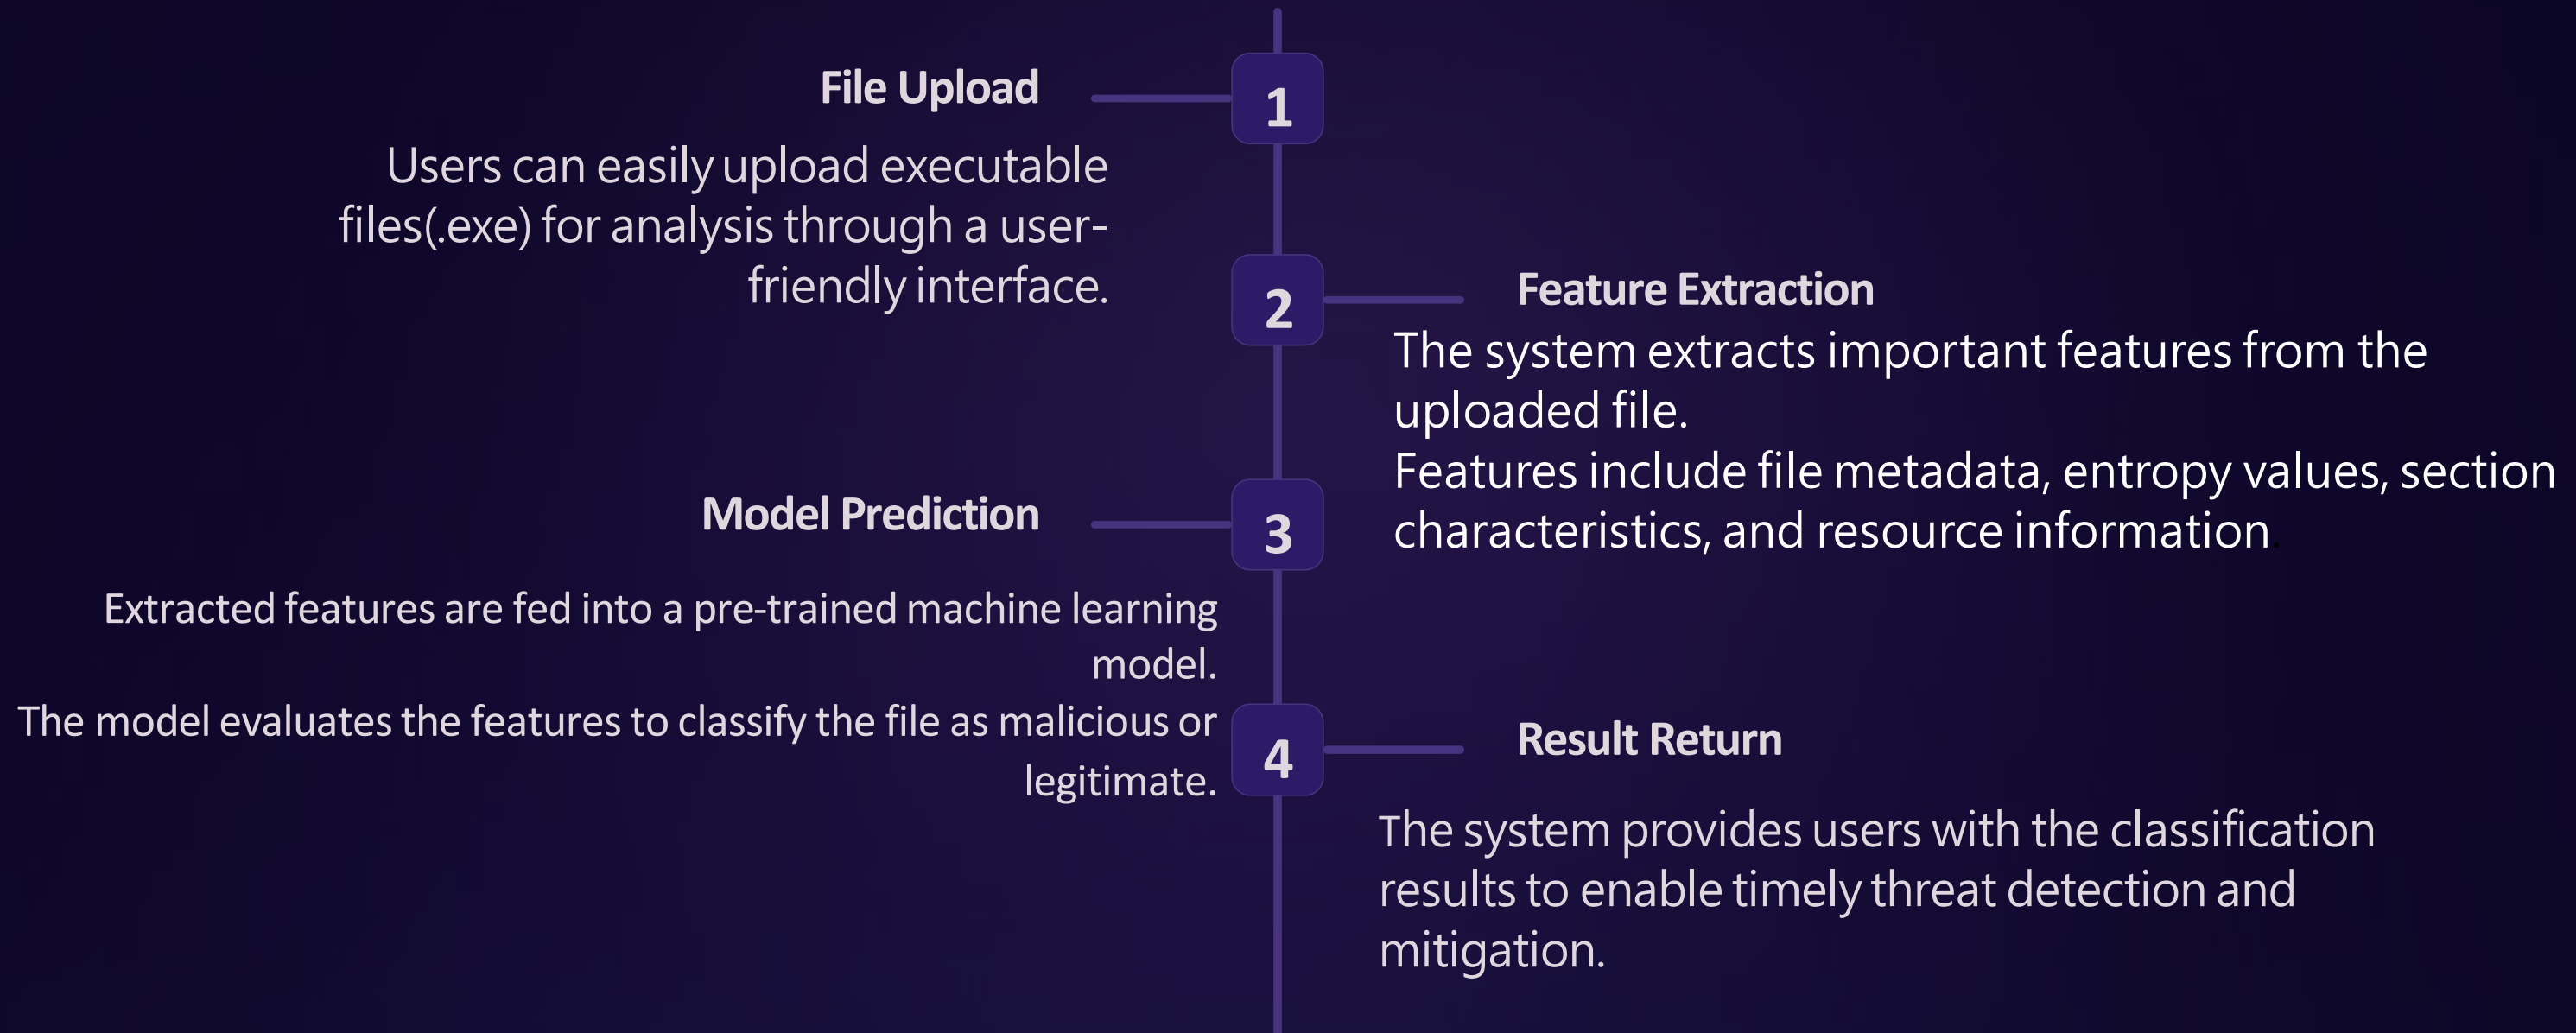 File Upload
1
Users can easily upload executable
files(.exe) for analysis through a user-
friendly interface.
2
Feature Extraction
The system extracts important features from the
uploaded file.
Features include file metadata, entropy values, section
characteristics, and resource information.
Model Prediction
3
Extracted features are fed into a pre-trained machine learning
model.
The model evaluates the features to classify the file as malicious or
legitimate.
4
Result Return
The system provides users with the classification
results to enable timely threat detection and
mitigation.